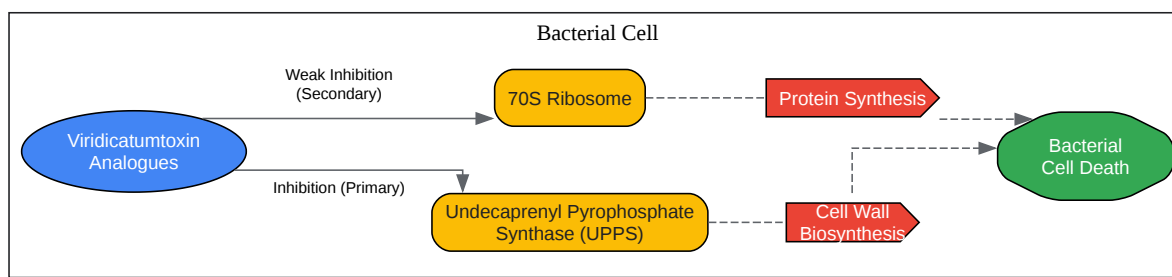 Bacterial Cell
Weak Inhibition
(Secondary)
70S Ribosome
Protein Synthesis
Viridicatumtoxin
Analogues
Bacterial
Cell Death
Inhibition (Primary)
Undecaprenyl Pyrophosphate
Synthase (UPPS)
Cell Wall
Biosynthesis